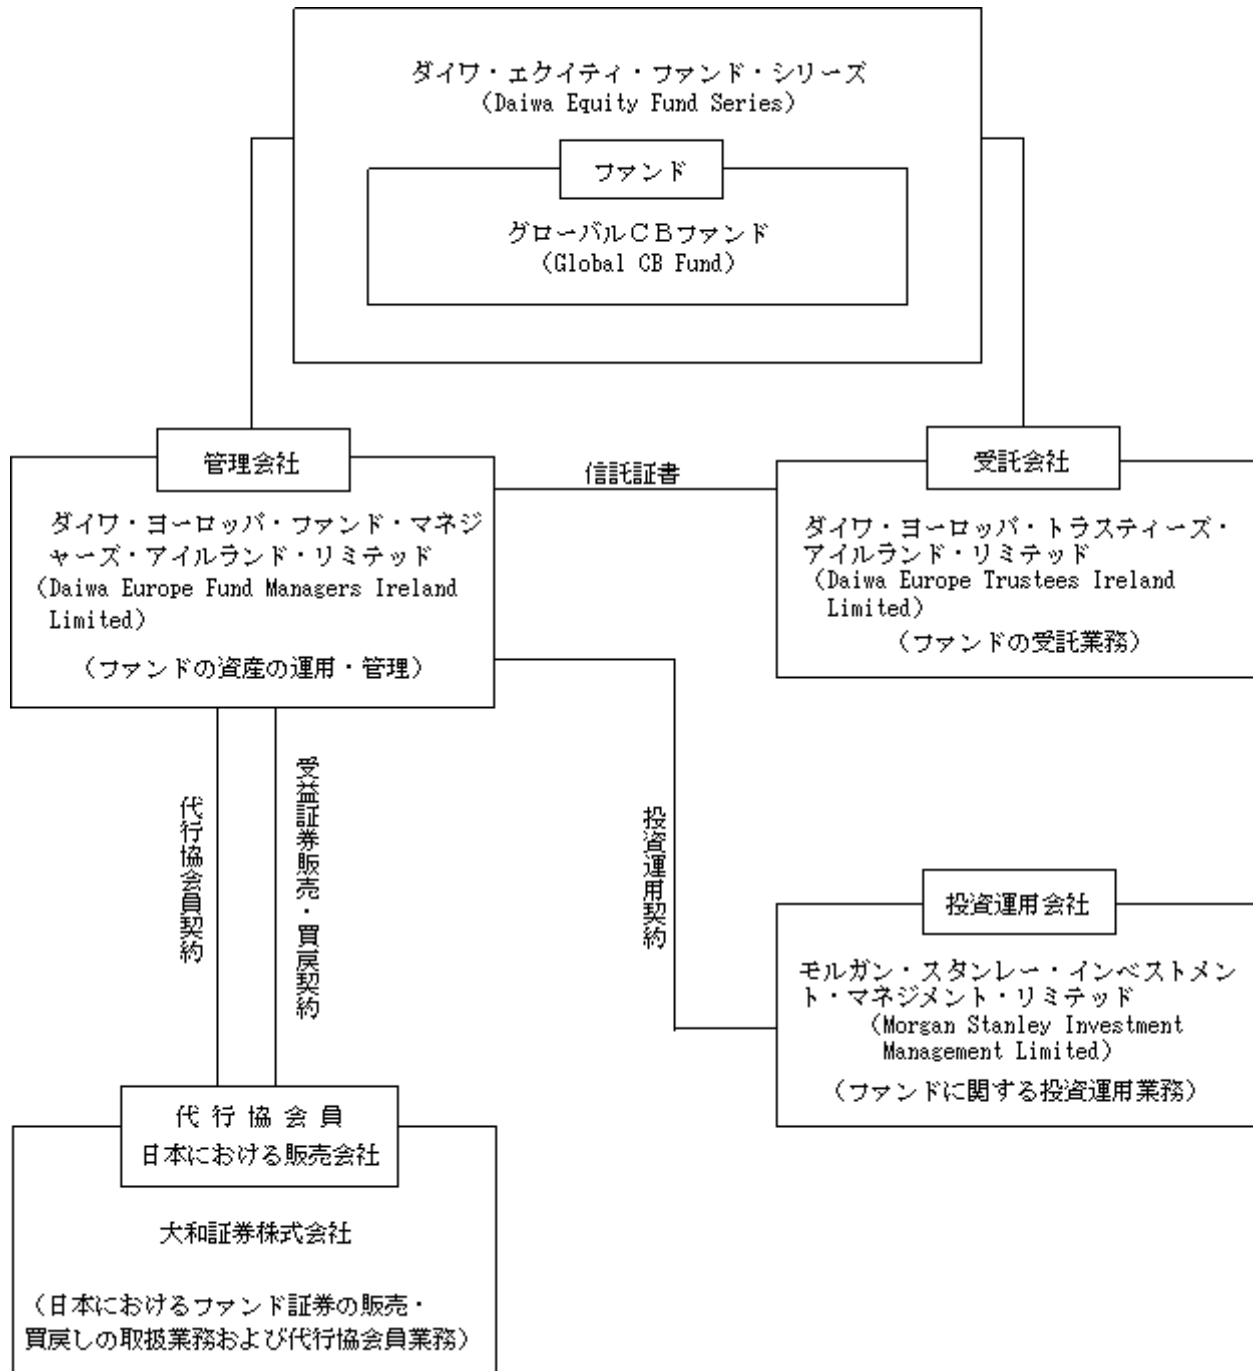 ダイワ・エクイティ・ファンド・シリーズ
(Daiwa Equity Fund Series)
ファンド
グローバルCBファンド
(Global CB Fund)
管理会社
ダイワ・ヨーロッパ・ファンド・マネジ
ャーズ・アイルランド・リミテッド
(Daiwa Europe Fund Managers Ireland
Limited)
(ファンドの資産の運用・管理)
信託証書
受託会社
ダイワ・ヨーロッパ・トラスティーズ・
アイルランド・リミテッド
(Daiwa Europe Trustees Ireland
Limited)
(ファンドの受託業務)
代行協会員契約
受益証券販売・買戻契約
投資運用契約
投資運用会社
モルガン・スタンレー・インベストメン
ト・マネジメント・リミテッド
(Morgan Stanley Investment
Management Limited)
(ファンドに関する投資運用業務)
代行協会員
日本における販売会社
大和証券株式会社
(日本におけるファンド証券の販売・
買戻しの取扱業務および代行協会員業務)